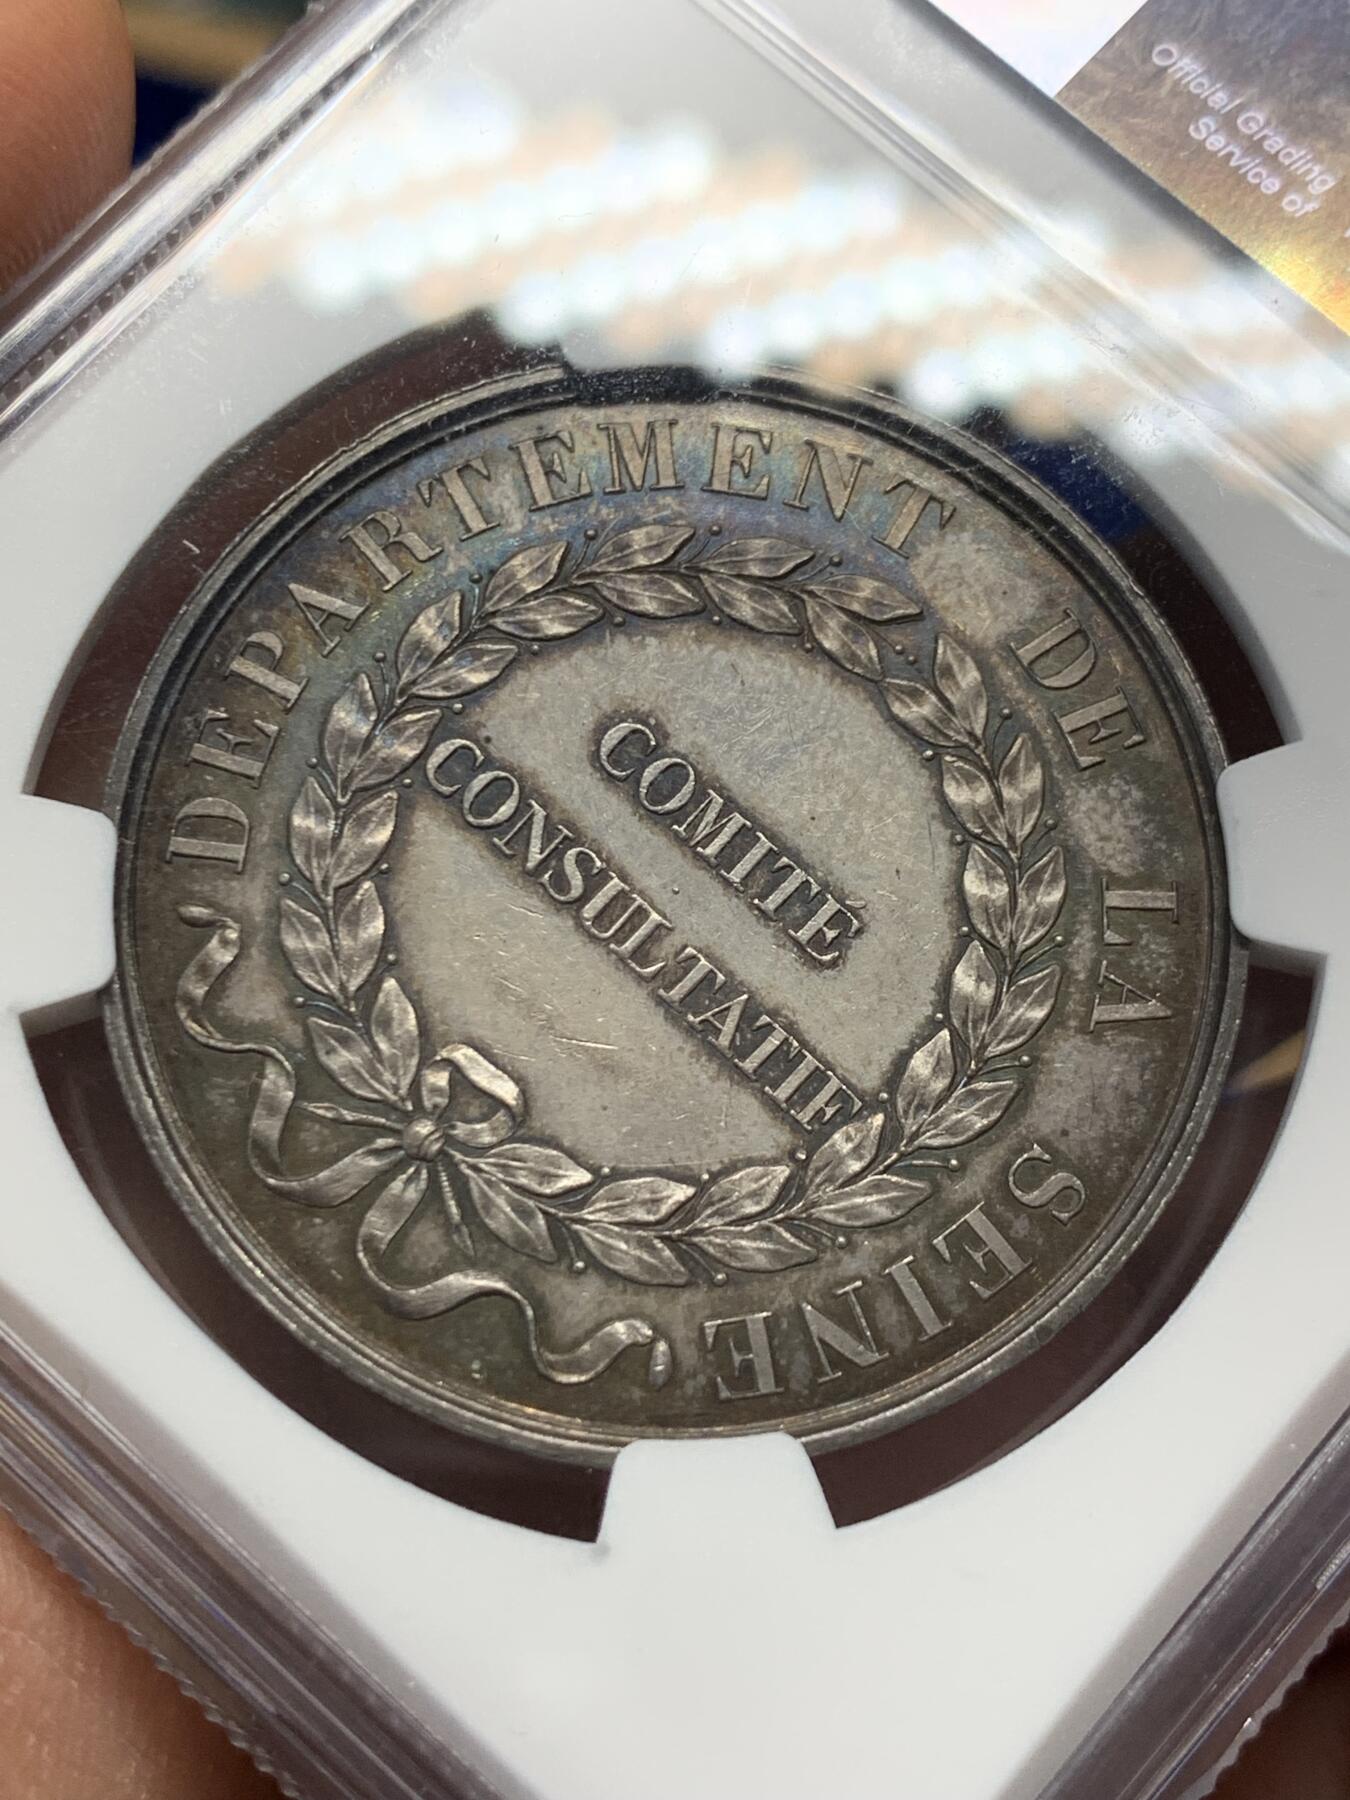 Official Grading
Service of
DEPARTEMENT DE LA SEINE
COMITÉ
CONSULTATIF